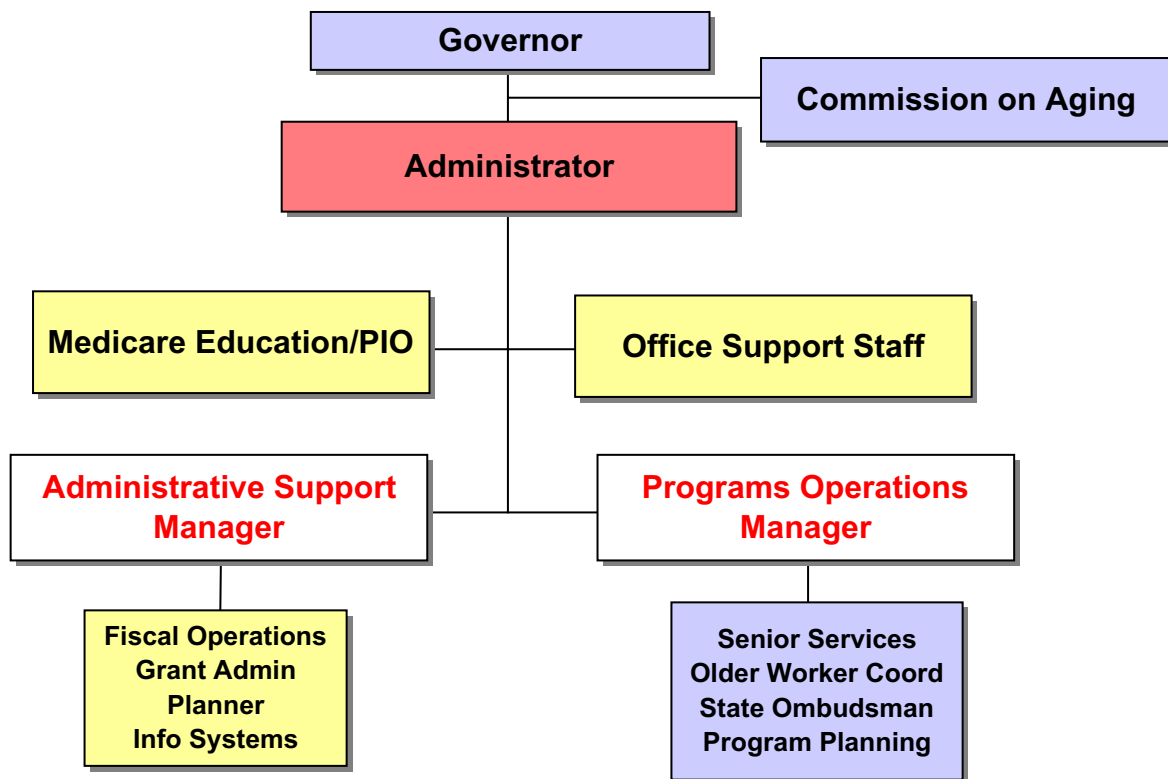 Governor
Commission on Aging
Administrator
Medicare Education/PIO
Office Support Staff
Administrative Support
Manager
Programs Operations
Manager
Fiscal Operations
Grant Admin
Planner
Info Systems
Senior Services
Older Worker Coord
State Ombudsman
Program Planning